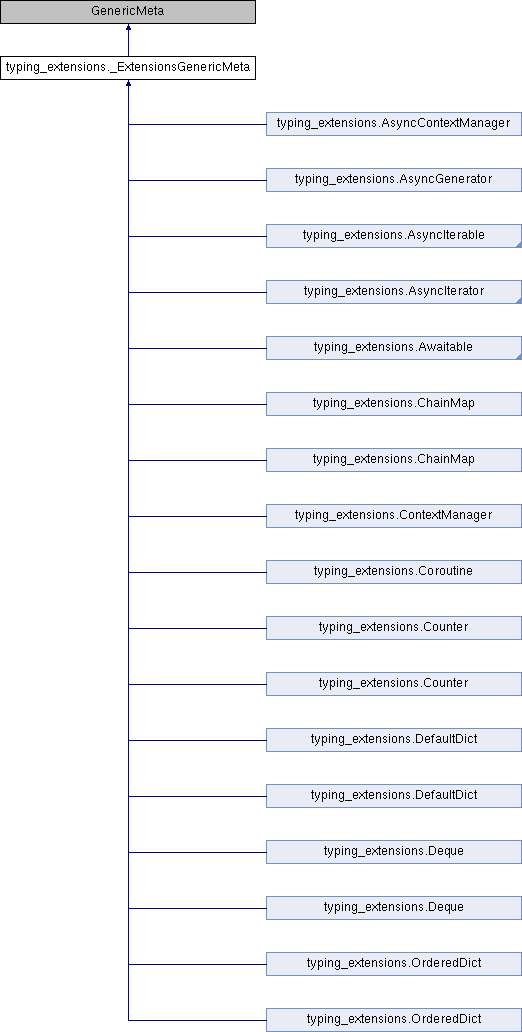 GenericMeta
typing_extensions._ExtensionsGenericMeta
typing_extensions.AsyncContextManager
typing_extensions.AsyncGenerator
typing_extensions.AsyncIterable
typing_extensions.AsyncIterator
typing_extensions.Awaitable
typing_extensions.ChainMap
typing_extensions.ChainMap
typing_extensions.ContextManager
typing_extensions.Coroutine
typing_extensions.Counter
typing_extensions.Counter
typing_extensions.DefaultDict
typing_extensions.DefaultDict
typing_extensions.Deque
typing_extensions.Deque
typing_extensions.OrderedDict
typing_extensions.OrderedDict